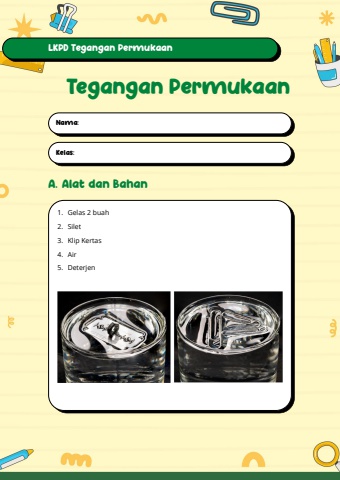 LKPD Tegangan Permukaan
Tegangan Permukaan
Nama:
Kelas:
A. Alat dan Bahan
1. Gelas 2 buah
2. Silet
3. Klip Kertas
4. Air
5. Deterjen